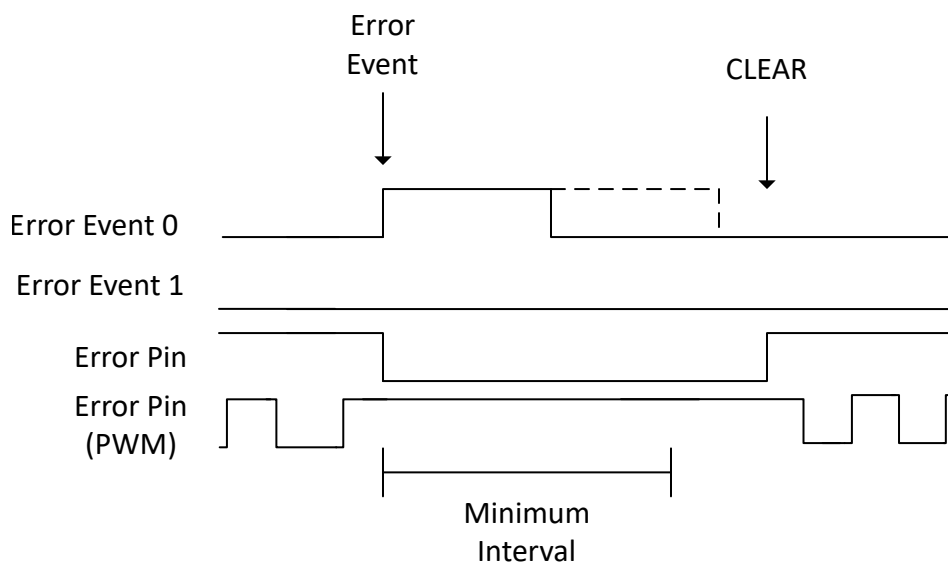 Error
Event
CLEAR
Error Event 0
Error Event 1
Error Pin
Error Pin
(PWM)
Minimum
Interval